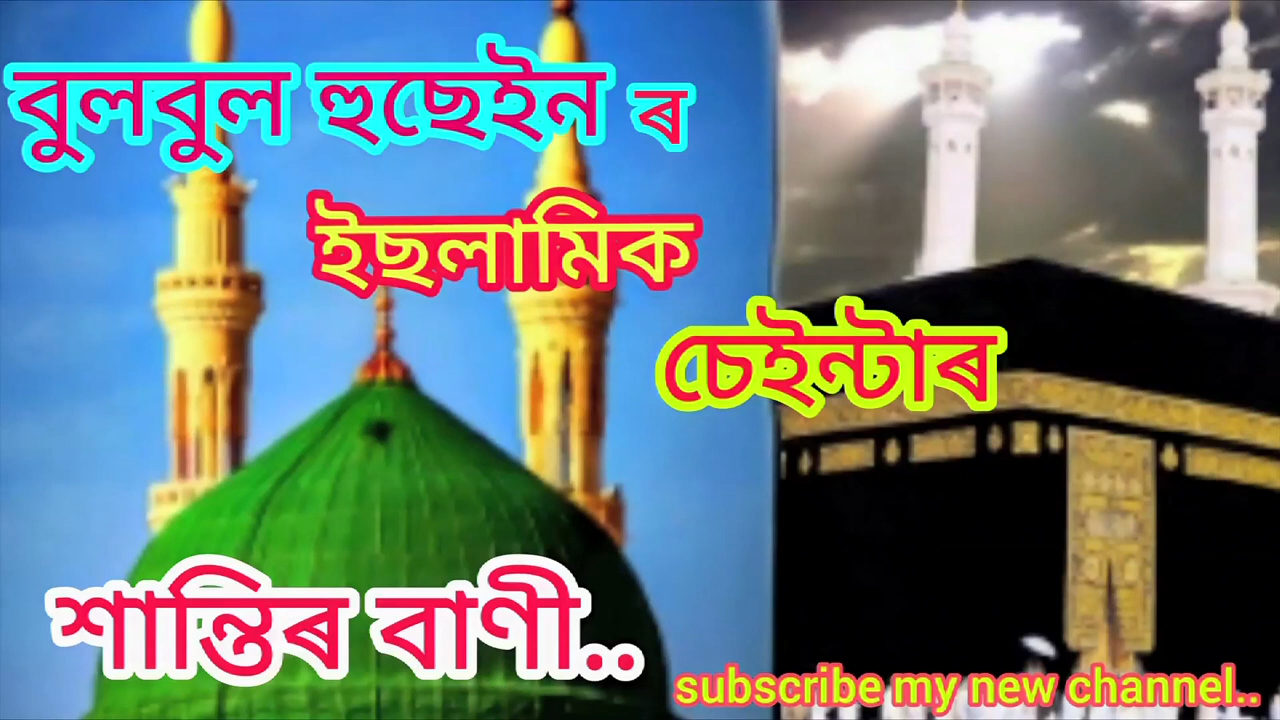 বুলবুল হুছেইন ৰ
ইছলামিক
চেইন্টাৰ
শান্তিৰ বাণী..
subscribe my new channel..